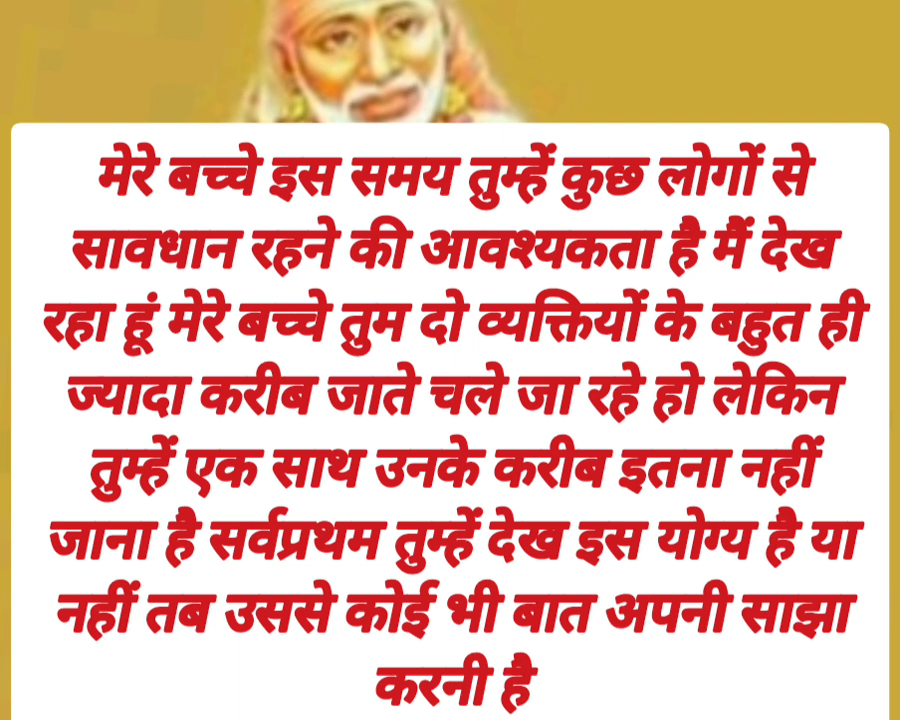 मेरे बच्चे इस समय तुम्हें कुछ लोगों से
सावधान रहने की आवश्यकता है मैं देख
रहा हूं मेरे बच्चे तुम दो व्यक्तियों के बहुत ही
ज्यादा करीब जाते चले जा रहे हो लेकिन
तुम्हें एक साथ उनके करीब इतना नहीं
जाना है सर्वप्रथम तुम्हें देख इस योग्य है या
नहीं तब उससे कोई भी बात अपनी साझा
करनी है